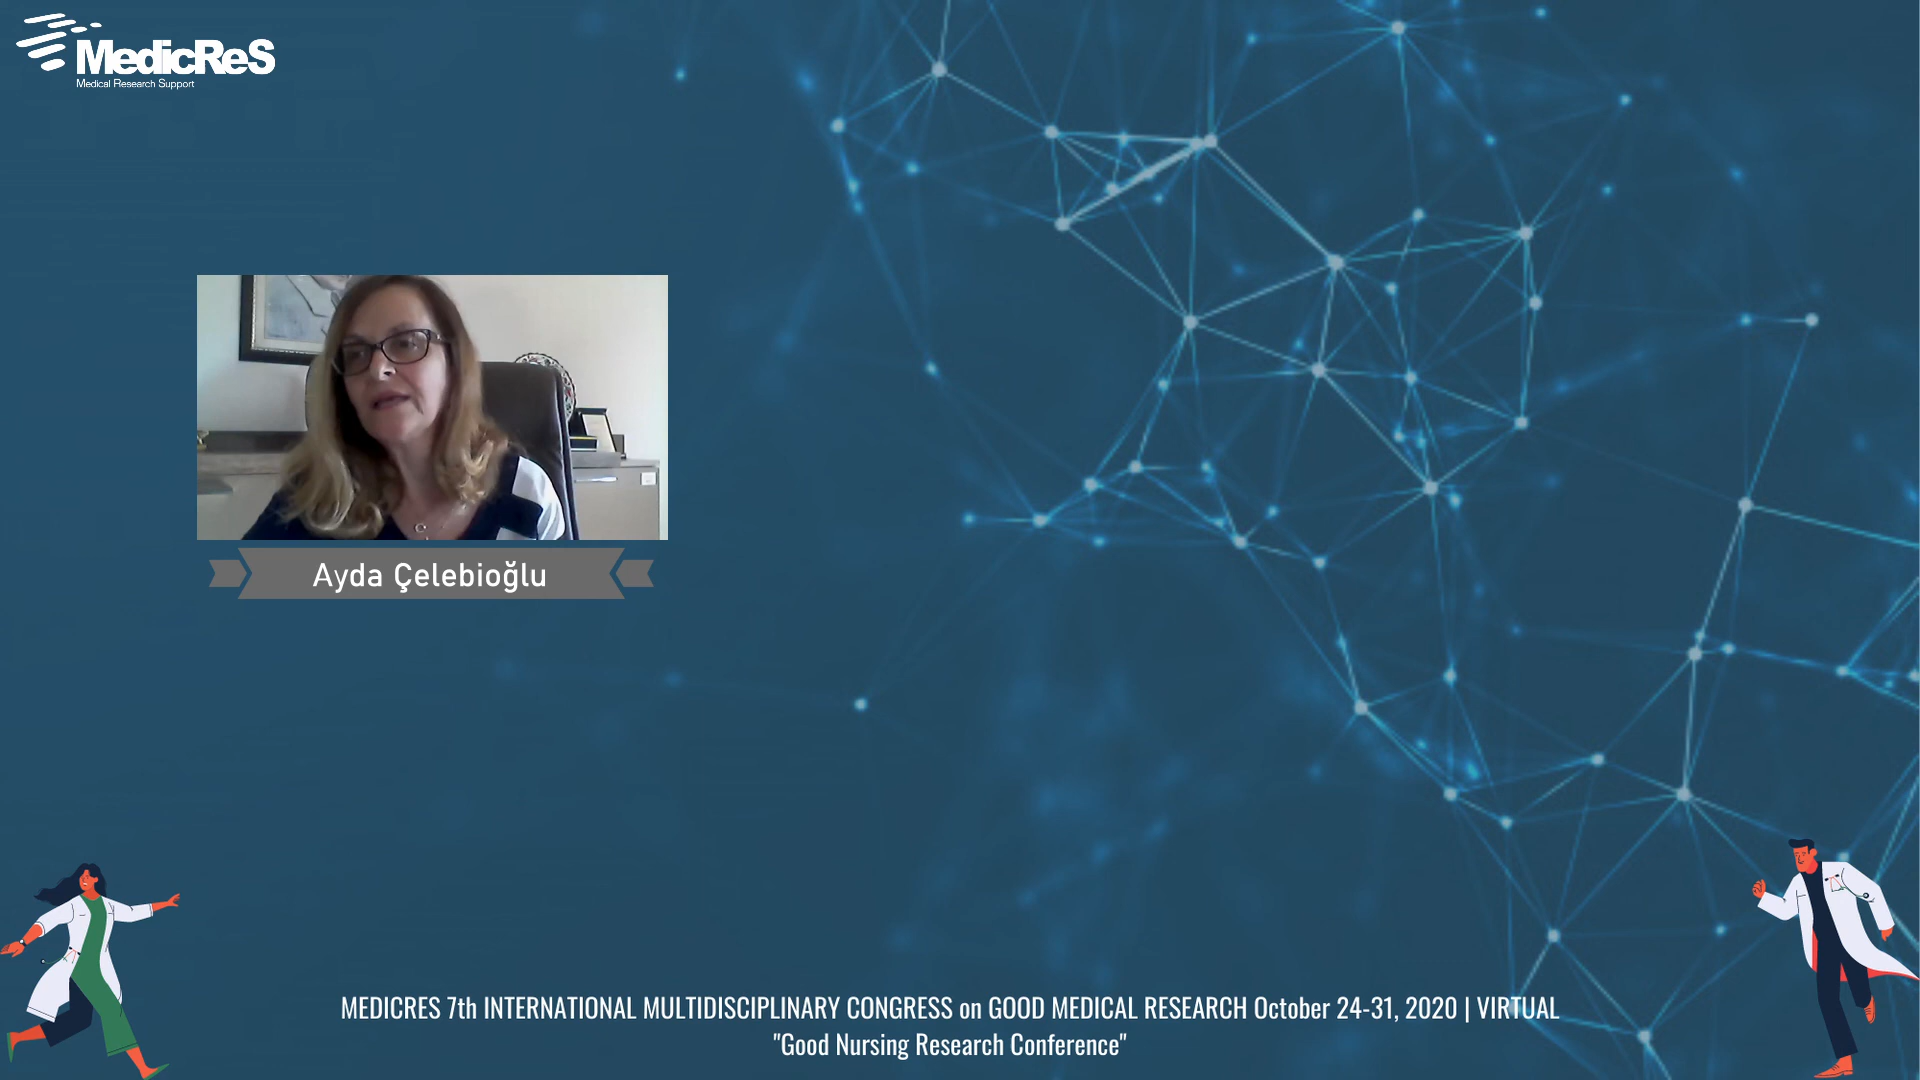 MedicReS
Medical Research Support
Ayda Çelebioğlu
MEDICRES 7th INTERNATIONAL MULTIDISCIPLINARY CONGRESS on GOOD MEDICAL RESEARCH October 24-31, 2020 | VIRTUAL
"Good Nursing Research Conference"